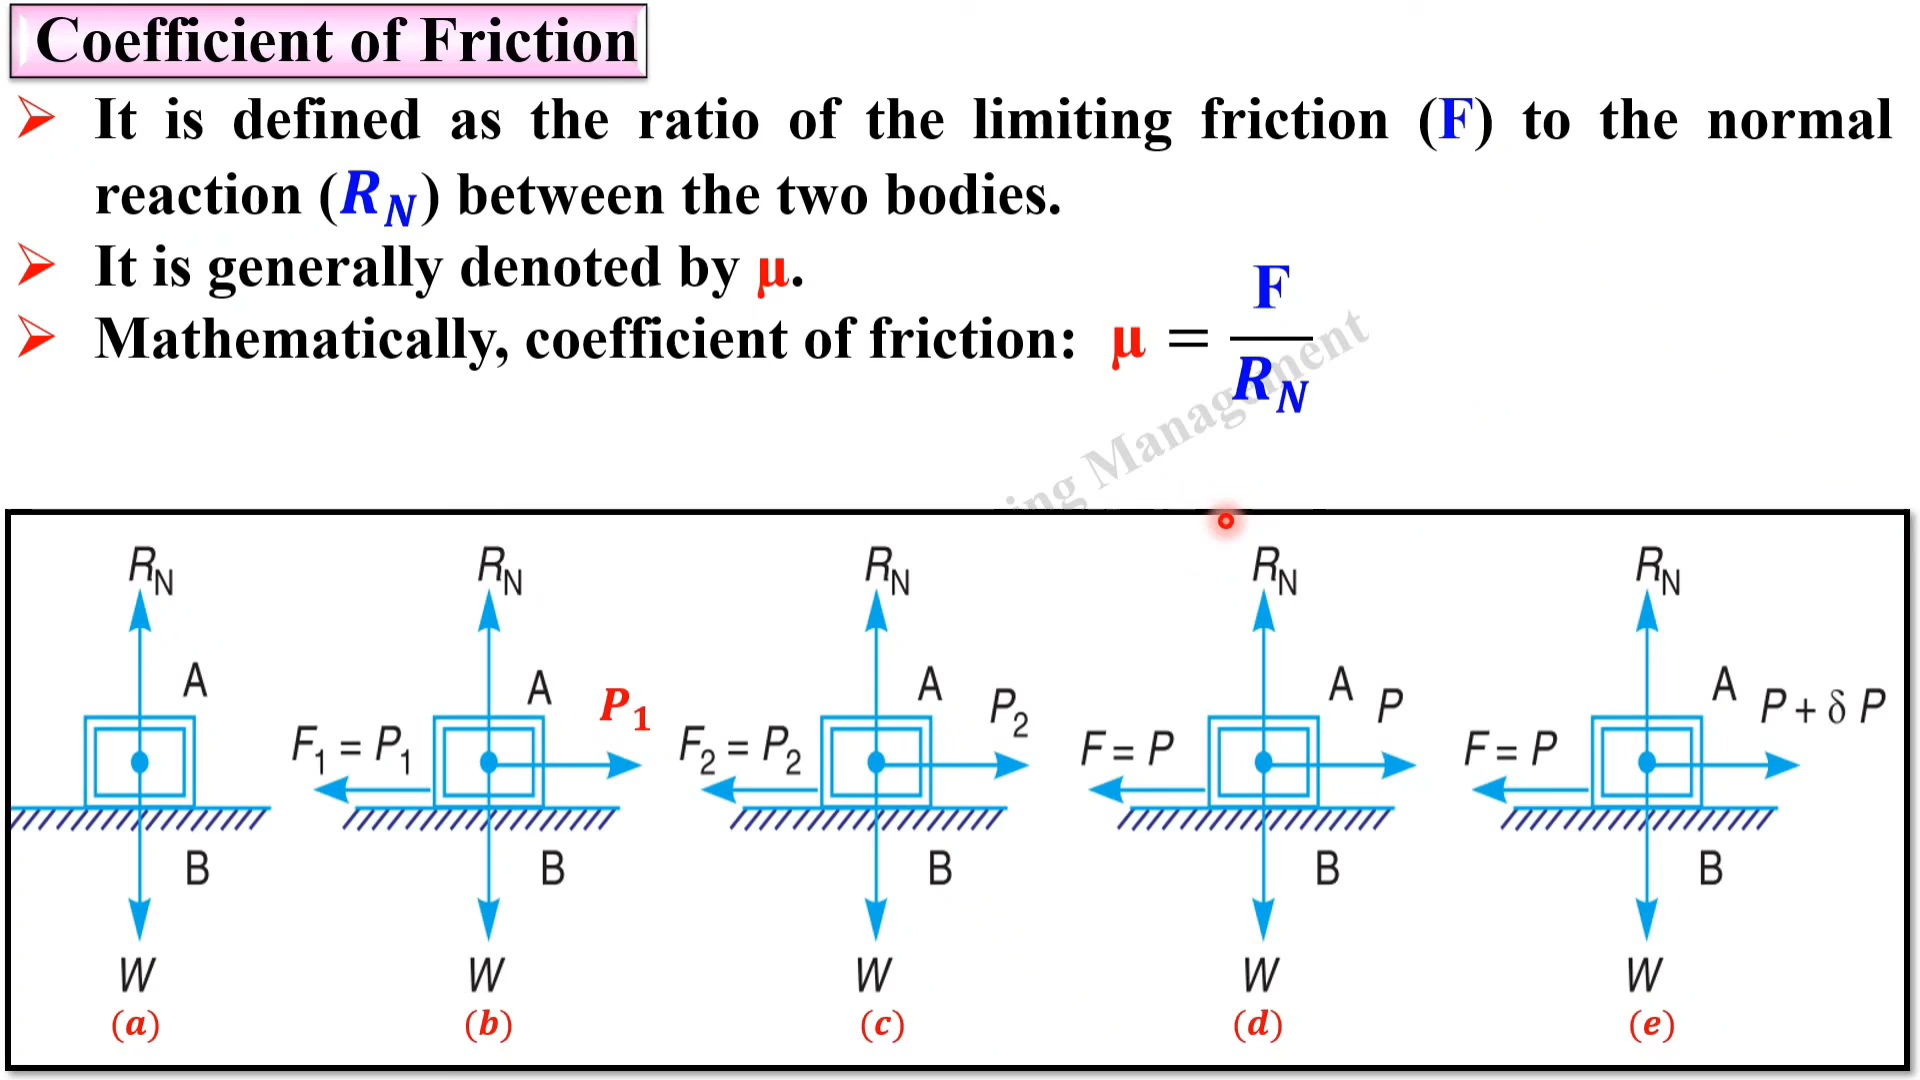 Coefficient of Friction
It is defined as the ratio of the limiting friction (F) to the normal
reaction (R_N) between the two bodies.
It is generally denoted by μ.
Mathematically, coefficient of friction: μ = F/R_N
Management
R_N R_N R_N R_N R_N
A A A A A
P_1 P_2 P P + δ P
F_1 = P_1 F_2 = P_2 F = P F = P
B B B B B
W W W W W
(a) (b) (c) (d) (e)